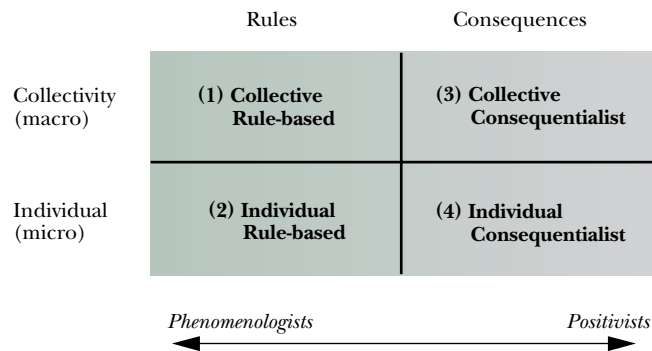 Rules Consequences
Collectivity (1) Collective (3) Collective
(macro) Rule-based Consequentialist
Individual (2) Individual (4) Individual
(micro) Rule-based Consequentialist
Phenomenologists Positivists